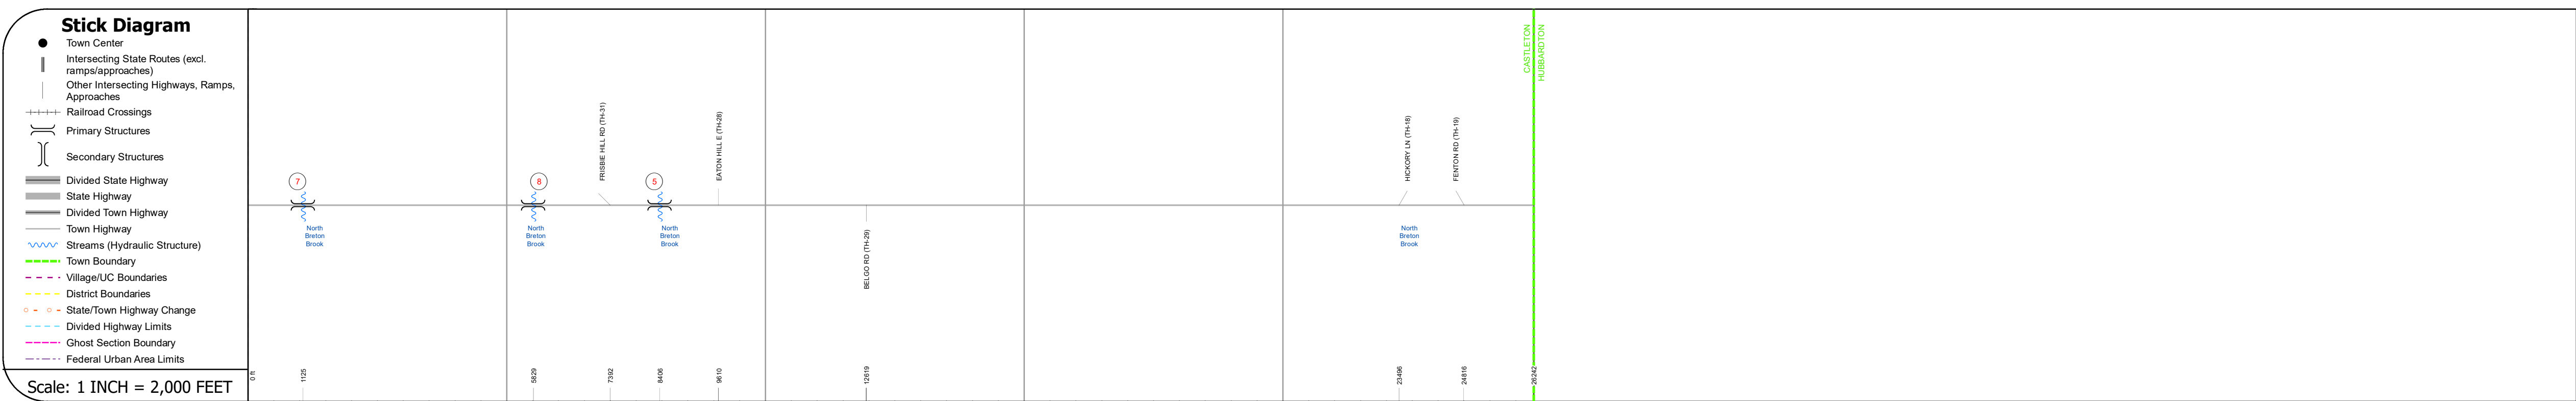 Stick Diagram
Town Center
Intersecting State Routes (excl.
ramps/approaches)
Other Intersecting Highways, Ramps,
Approaches
Railroad Crossings
Primary Structures
Secondary Structures
Divided State Highway
State Highway
Divided Town Highway
Town Highway
Streams (Hydraulic Structure)
Town Boundary
Village/UC Boundaries
District Boundaries
State/Town Highway Change
Divided Highway Limits
Ghost Section Boundary
Federal Urban Area Limits
Scale: 1 INCH = 2,000 FEET
7
North
Breton
Brook
8
North
Breton
Brook
FRISBIE HILL RD (TH-31)
5
North
Breton
Brook
EATON HILL E (TH-28)
BELGO RD (TH-29)
HICKORY LN (TH-18)
North
Breton
Brook
FENTON RD (TH-19)
CASTLETON
HUBBARDTON
0 ft
1125
5829
7392
8406
9610
12619
23496
24816
26242